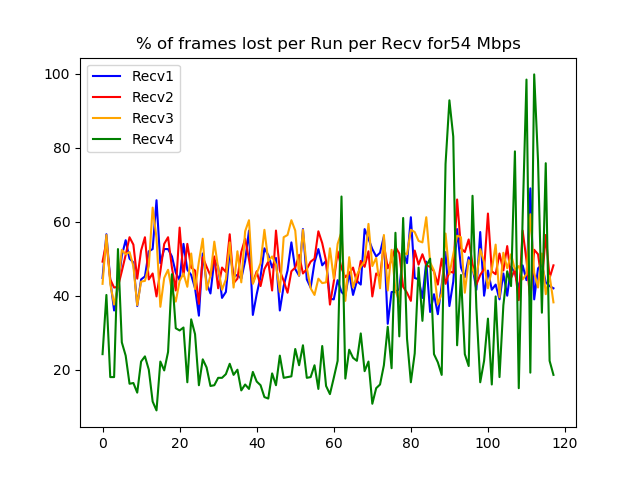 % of frames lost per Run per Recv for54 Mbps
Recv1
Recv2
Recv3
Recv4
100
80
60
40
20
0 20 40 60 80 100 120